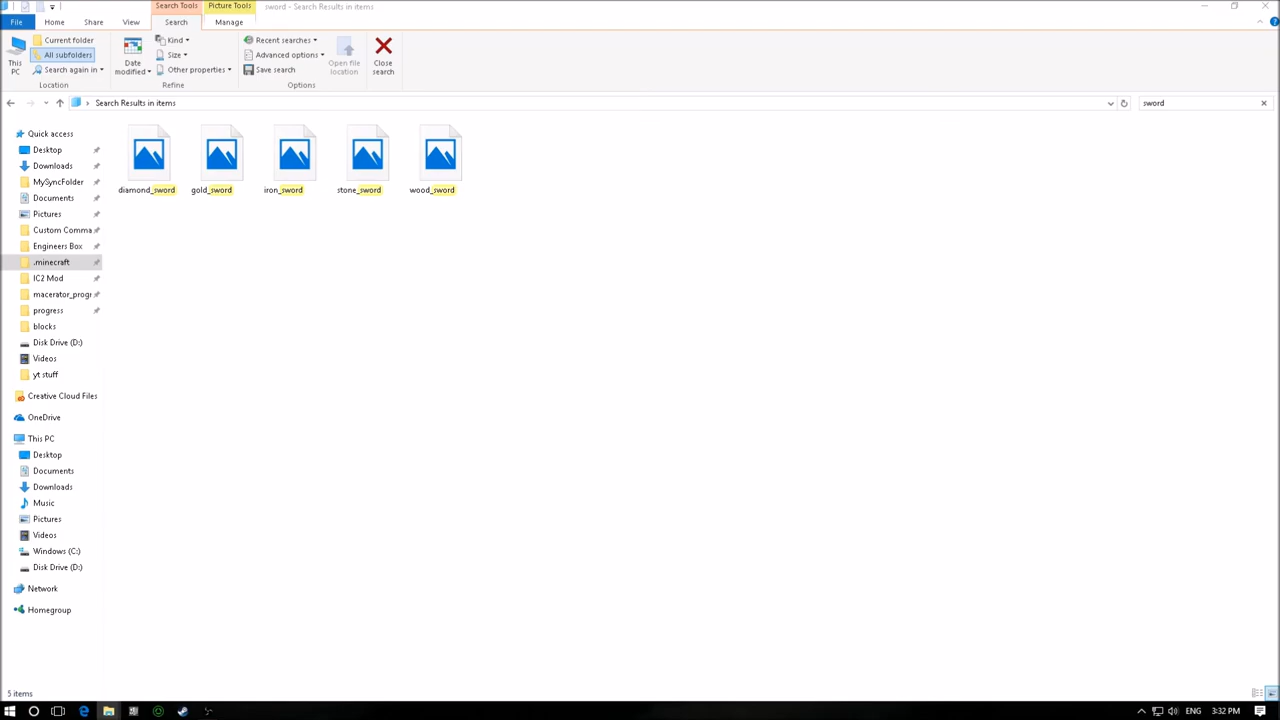 Search Tools
Picture Tools
sword - Search Results in items
File
Home
Share
View
Search
Manage
This PC
Current folder
All subfolders
Search again in
Location
Date modified
Kind
Size
Other properties
Refine
Recent searches
Advanced options
Save search
Options
Open file location
Close search
Search Results in items
sword
Quick access
Desktop
Downloads
MySyncFolder
Documents
Pictures
Custom Comma
Engineers Box
.minecraft
IC2 Mod
macerator_progr
progress
blocks
Disk Drive (D:)
Videos
yt stuff
Creative Cloud Files
OneDrive
This PC
Desktop
Documents
Downloads
Music
Pictures
Videos
Windows (C:)
Disk Drive (D:)
Network
Homegroup
diamond_sword
gold_sword
iron_sword
stone_sword
wood_sword
5 items
ENG
3:32 PM